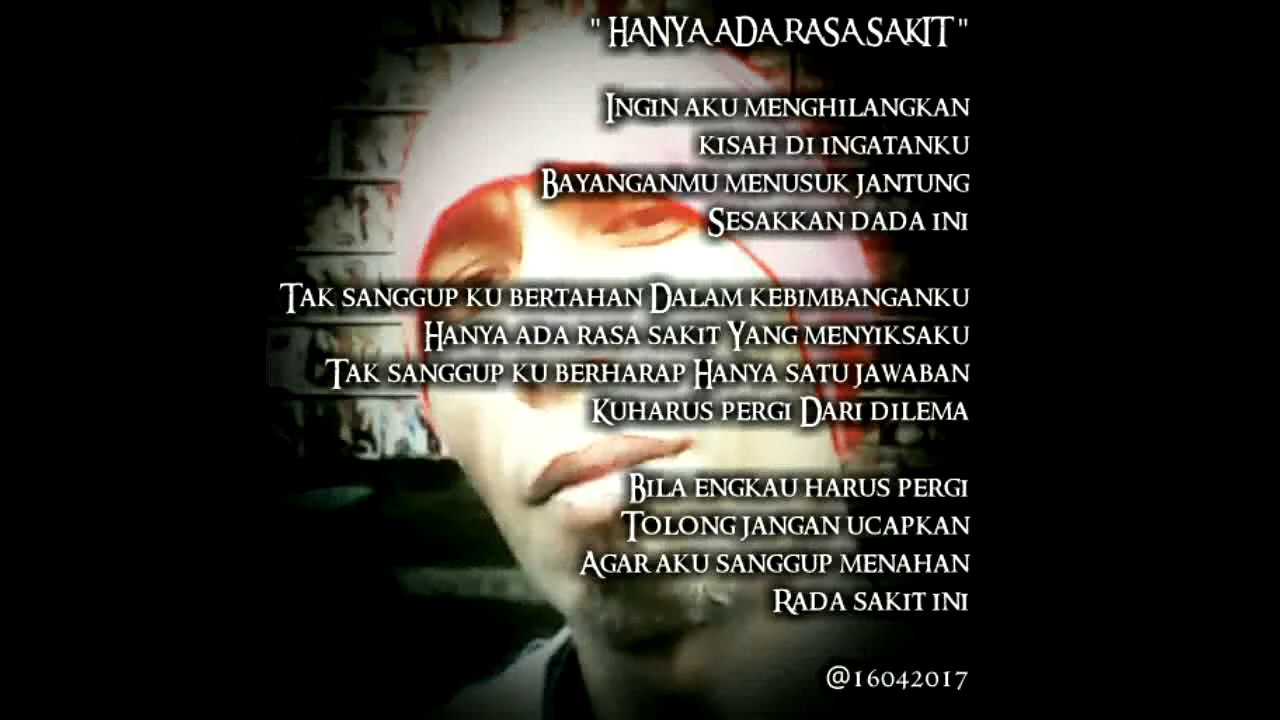 " HANYA ADA RASA SAKIT "
INGIN AKU MENGHILANGKAN
KISAH DI INGATANKU
BAYANGANMU MENUSUK JANTUNG
SESAKKAN DADA INI
TAK SANGGUP KU BERTAHAN DALAM KEBIMBANGANKU
HANYA ADA RASA SAKIT YANG MENYIKSAKU
TAK SANGGUP KU BERHARAP HANYA SATU JAWABAN
KUHARUS PERGI DARI DILEMA
BILA ENGKAU HARUS PERGI
TOLONG JANGAN UCAPKAN
AGAR AKU SANGGUP MENAHAN
RADA SAKIT INI
@16042017